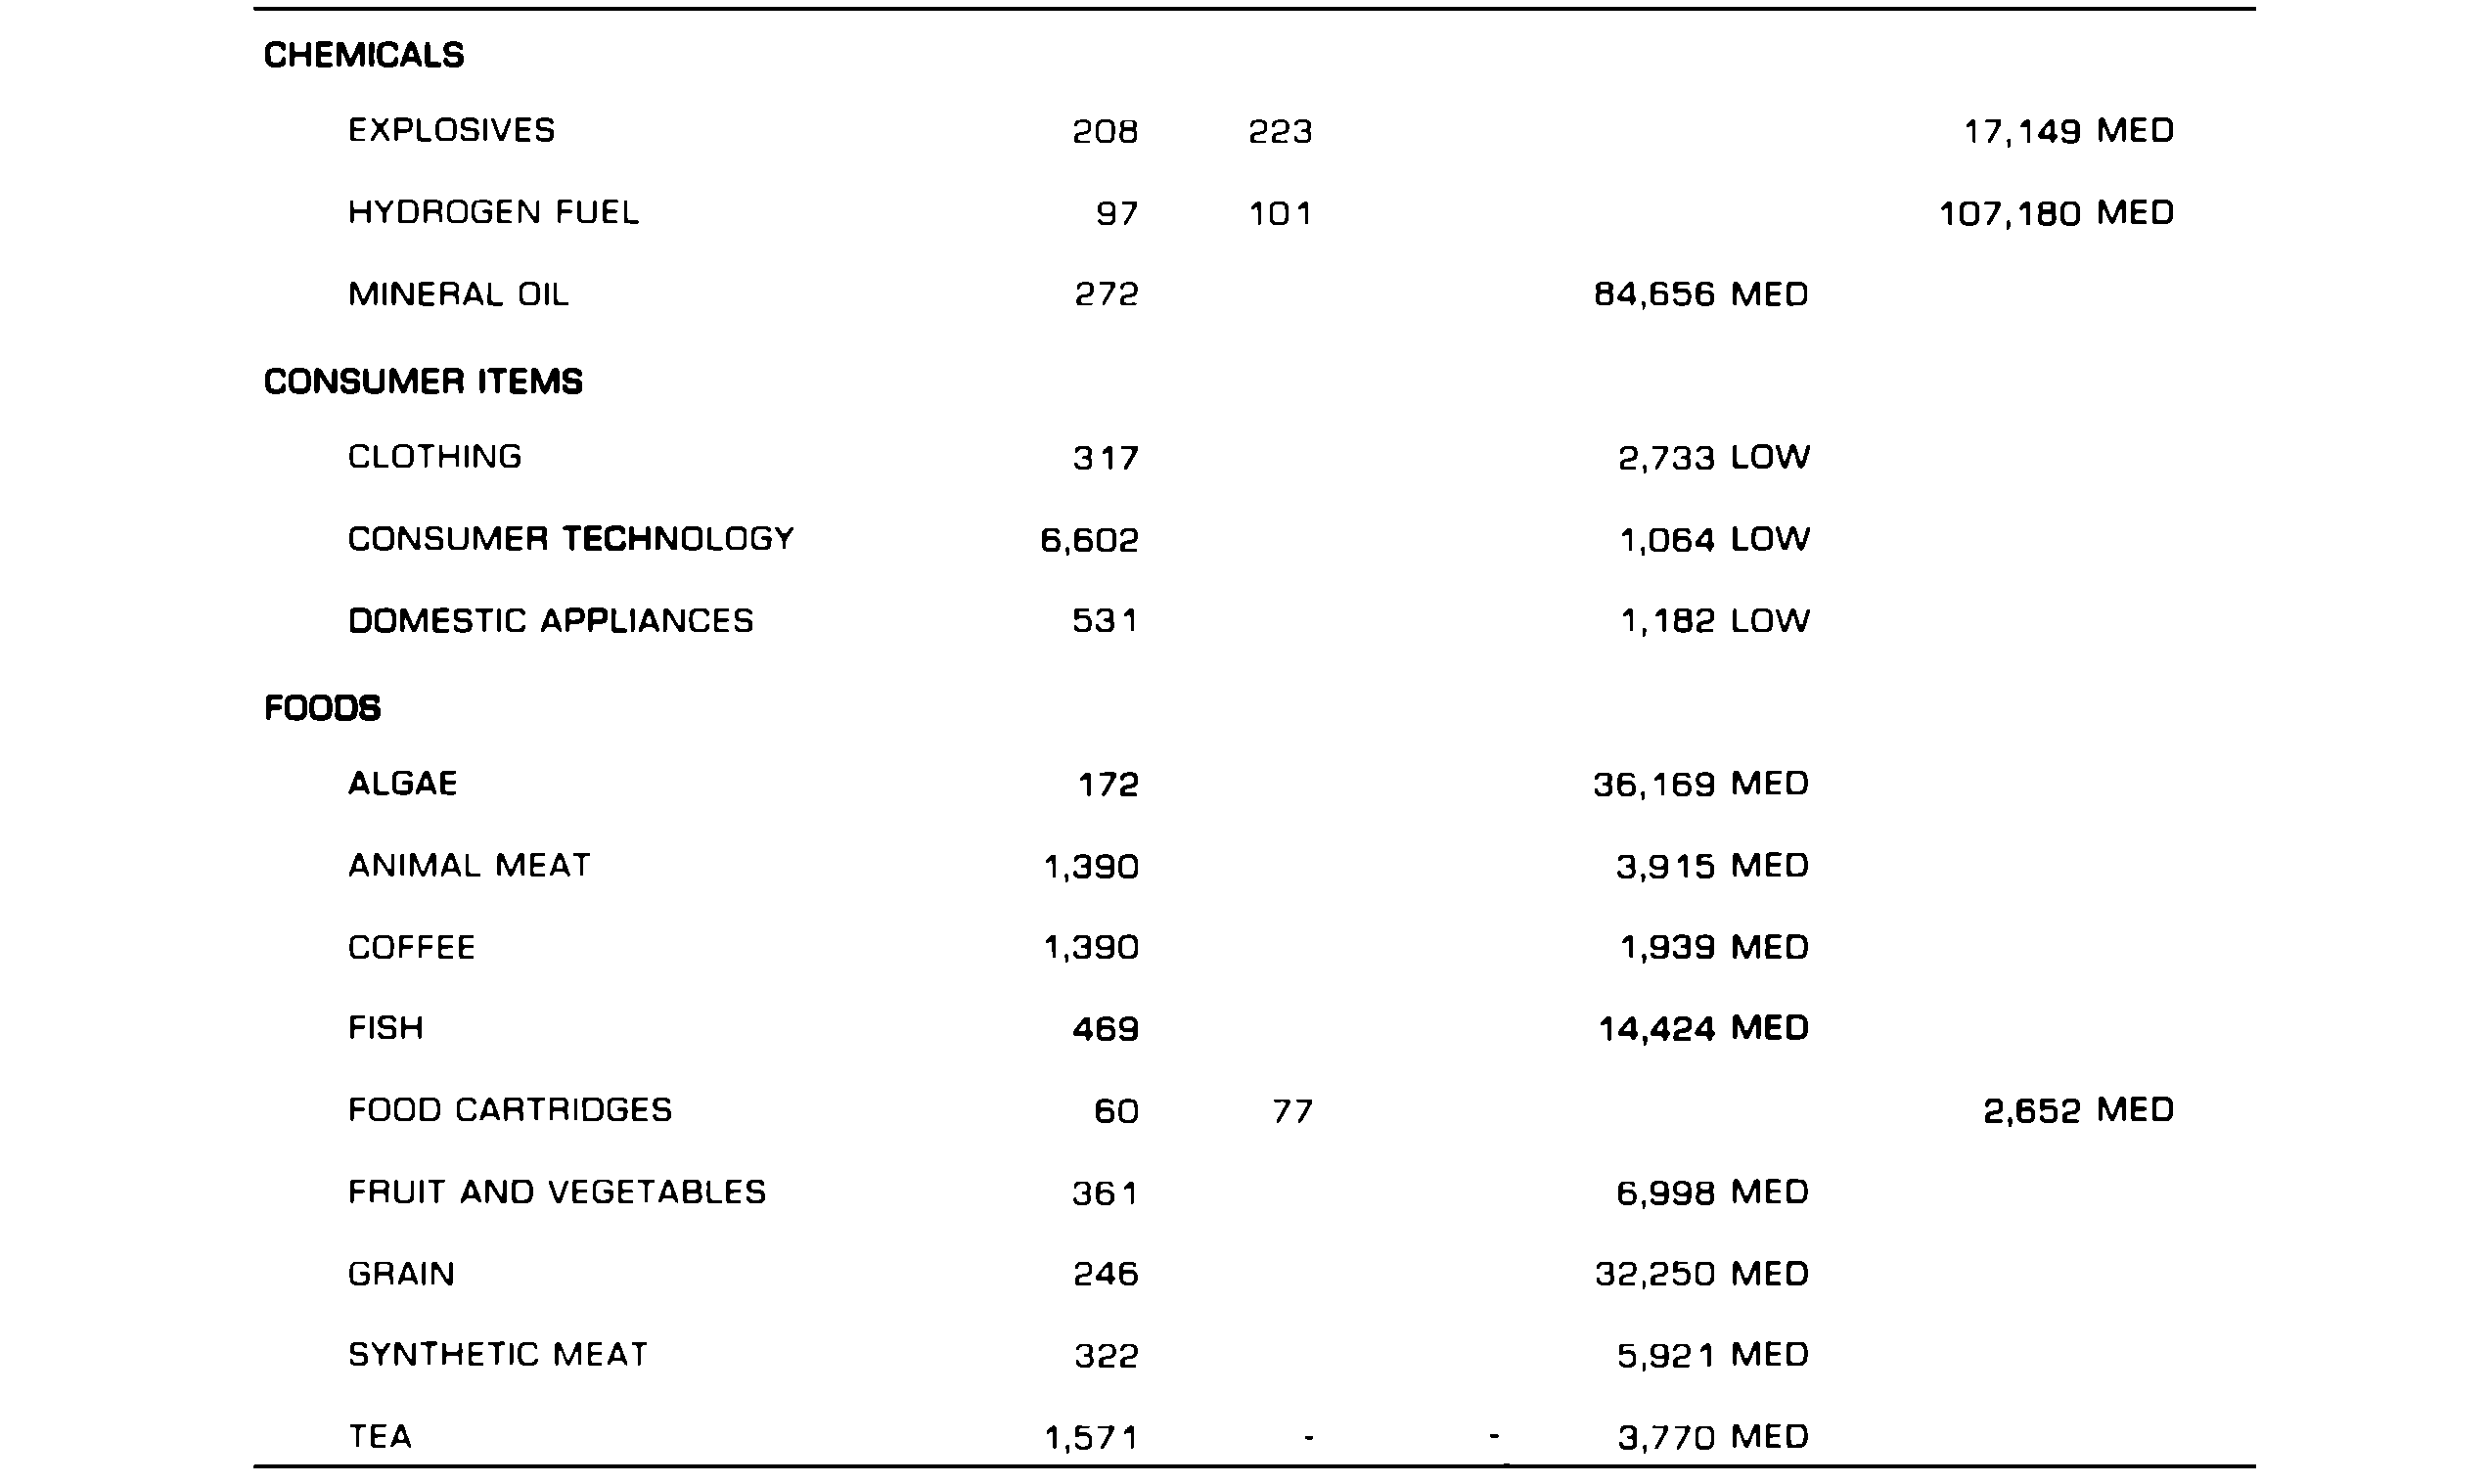 CHEMICALS
EXPLOSIVES 208 223 17,149 MED
HYDROGEN FUEL 97 101 107,180 MED
MINERAL OIL 272 84,656 MED
CONSUMER ITEMS
CLOTHING 317 2,733 LOW
CONSUMER TECHNOLOGY 6,602 1,064 LOW
DOMESTIC APPLIANCES 531 1,182 LOW
FOODS
ALGAE 172 36,169 MED
ANIMAL MEAT 1,390 3,915 MED
COFFEE 1,390 1,939 MED
FISH 469 14,424 MED
FOOD CARTRIDGES 60 77 2,652 MED
FRUIT AND VEGETABLES 361 6,998 MED
GRAIN 246 32,250 MED
SYNTHETIC MEAT 322 5,921 MED
TEA 1,571 - - 3,770 MED